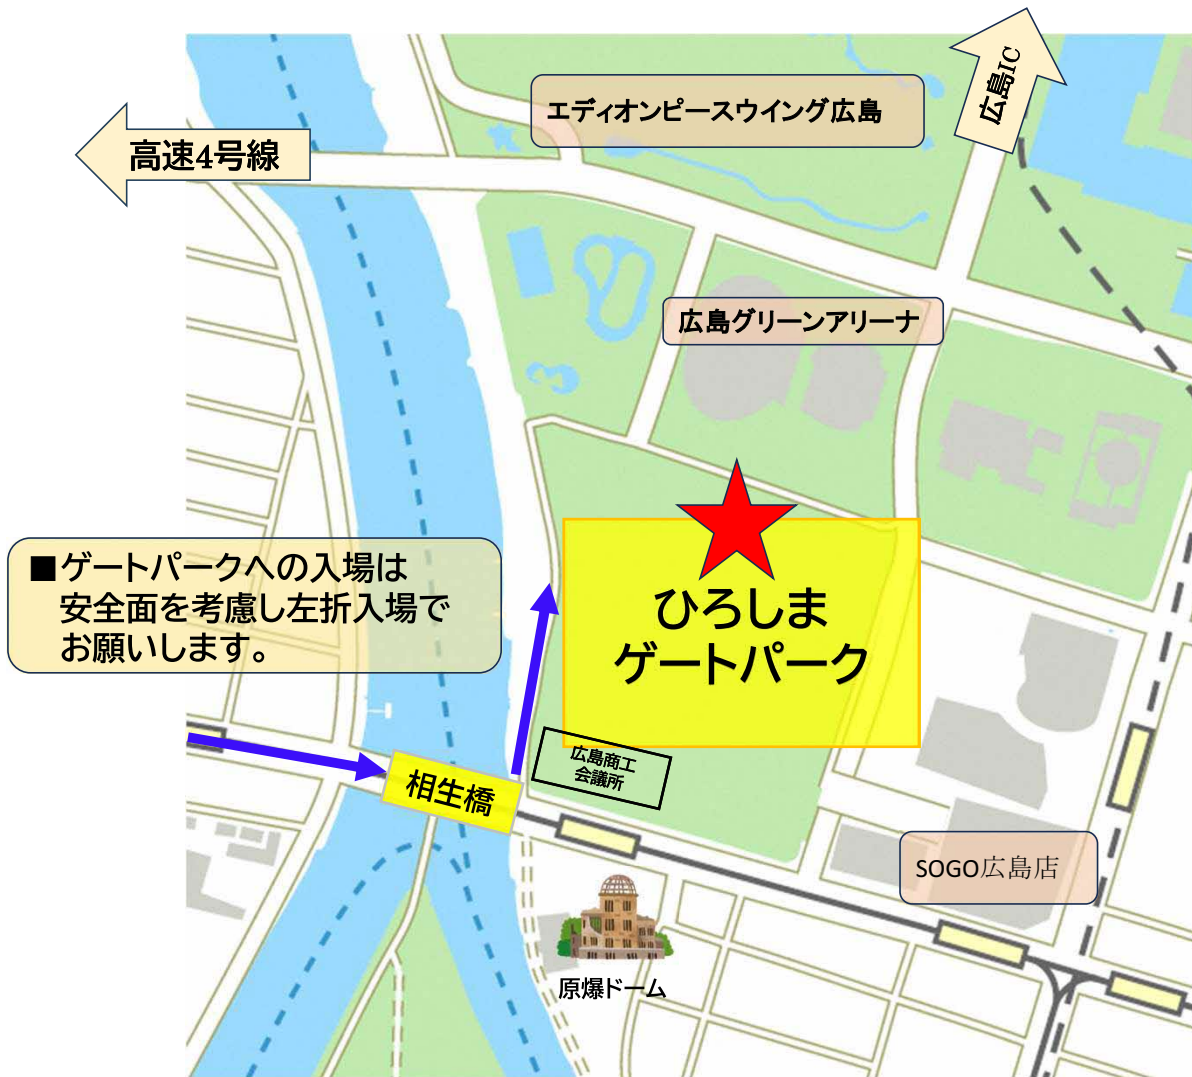 広島IC
エディオンピースウイング広島
高速4号線
広島グリーンアリーナ
■ゲートパークへの入場は
安全面を考慮し左折入場で
お願いします。
ひろしま
ゲートパーク
広島商工
会議所
相生橋
SOGO広島店
原爆ドーム